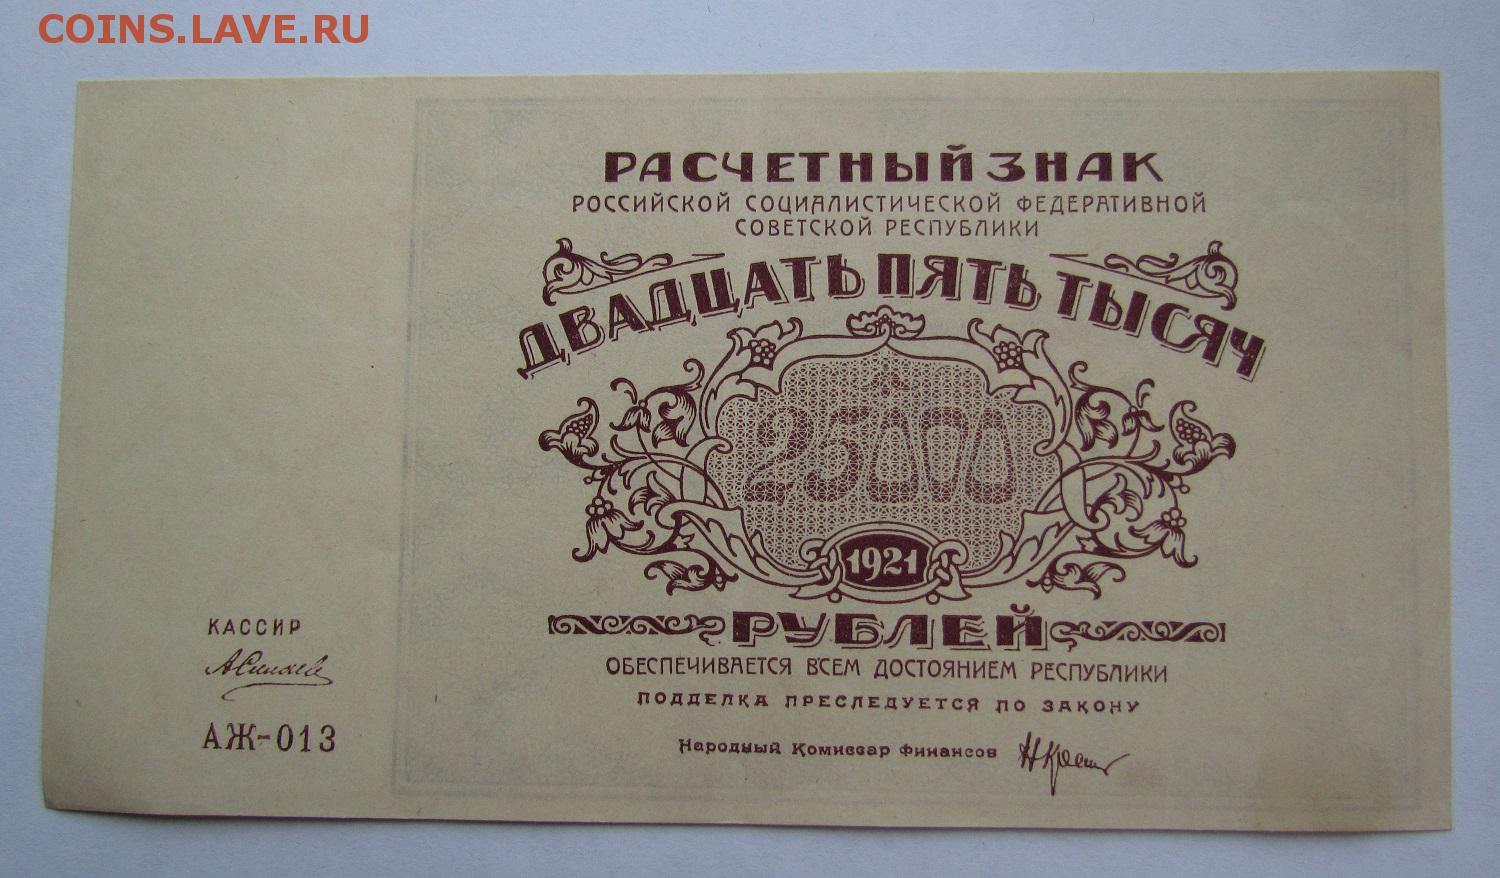 COINS.LAVE.RU
РАСЧЕТНЫЙ ЗНАК
РОССИЙСКОЙ СОЦИАЛИСТИЧЕСКОЙ ФЕДЕРАТИВНОЙ
СОВЕТСКОЙ РЕСПУБЛИКИ
ДВАДЦАТЬ ПЯТЬ ТЫСЯЧ
25000
1921
РУБЛЕЙ
ОБЕСПЕЧИВАЕТСЯ ВСЕМ ДОСТОЯНИЕМ РЕСПУБЛИКИ
ПОДДЕЛКА ПРЕСЛЕДУЕТСЯ ПО ЗАКОНУ
Народный Комиссар Финансов
КАССИР
АЖ-013